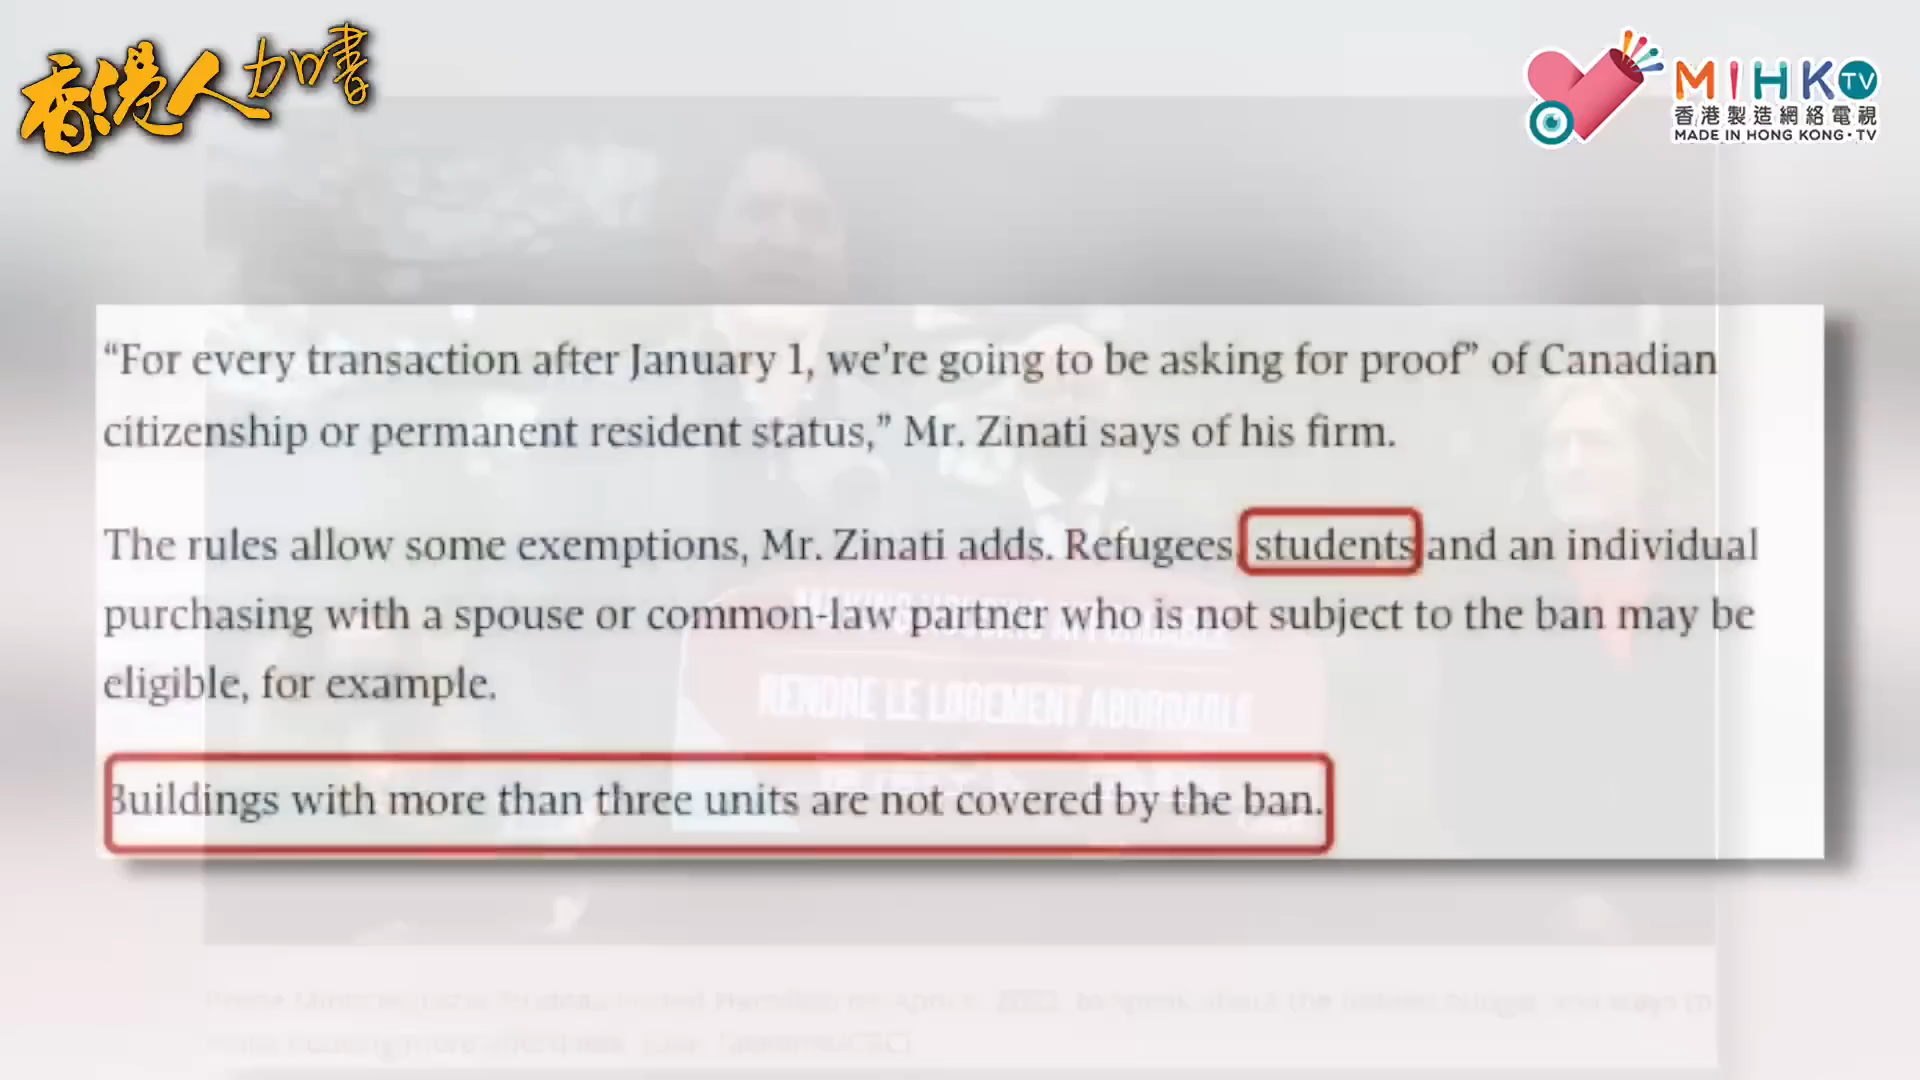 香港人加嘢
MIHK TV
香港製造網絡電視
MADE IN HONG KONG · TV
“For every transaction after January 1, we’re going to be asking for proof” of Canadian
citizenship or permanent resident status,” Mr. Zinati says of his firm.
The rules allow some exemptions, Mr. Zinati adds. Refugees, students and an individual
purchasing with a spouse or common-law partner who is not subject to the ban may be
eligible, for example.
MAKING HOUSING AFFORDABLE
RENDRE LE LOGEMENT ABORDABLE
Buildings with more than three units are not covered by the ban.